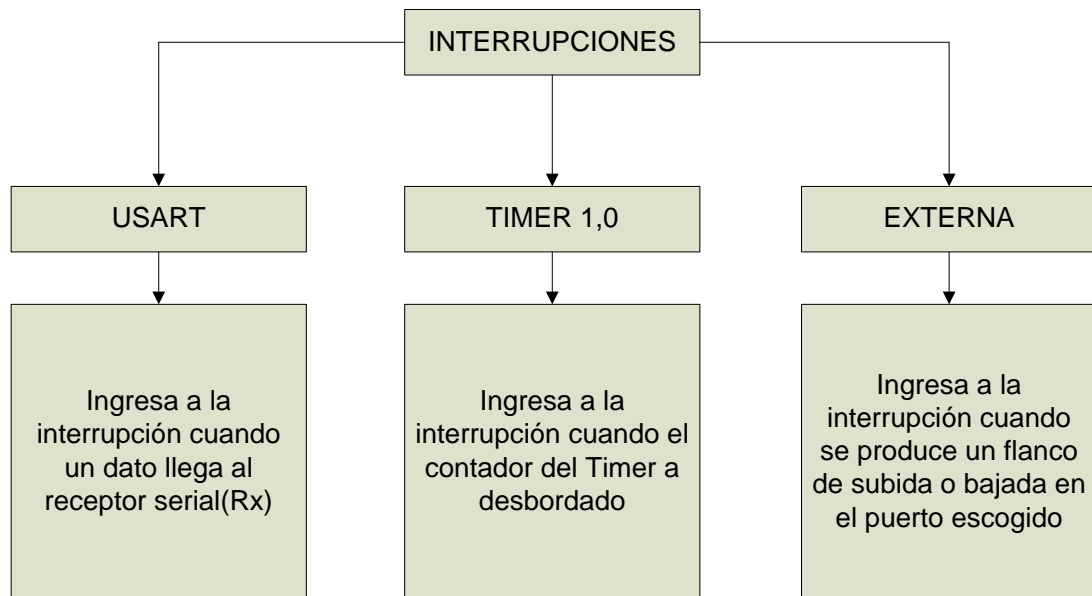 INTERRUPCIONES
USART
TIMER 1,0
EXTERNA
Ingresa a la
interrupción cuando
un dato llega al
receptor serial(Rx)
Ingresa a la
interrupción cuando el
contador del Timer a
desbordado
Ingresa a la
interrupción cuando
se produce un flanco
de subida o bajada en
el puerto escogido